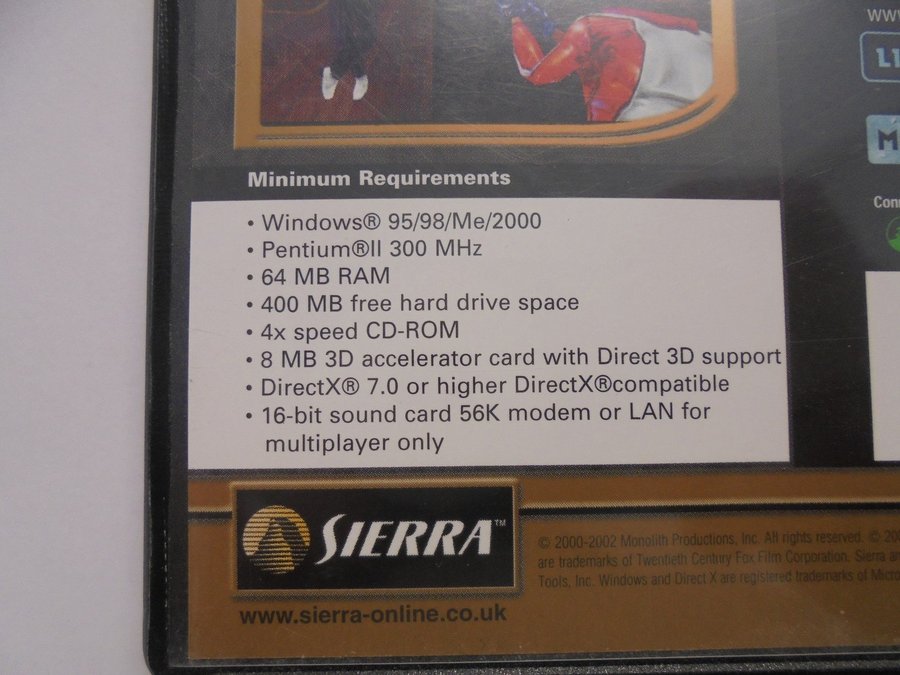 www
LI
M
Minimum Requirements
• Windows® 95/98/Me/2000
• Pentium®II 300 MHz
• 64 MB RAM
• 400 MB free hard drive space
• 4x speed CD-ROM
• 8 MB 3D accelerator card with Direct 3D support
• DirectX® 7.0 or higher DirectX®compatible
• 16-bit sound card 56K modem or LAN for
multiplayer only
SIERRA™
www.sierra-online.co.uk
© 2000-2002 Monolith Productions, Inc. All rights reserved. ©
are trademarks of Twentieth Century Fox Film Corporation. Sierra
Tools, Inc. Windows and Direct X are registered trademarks of